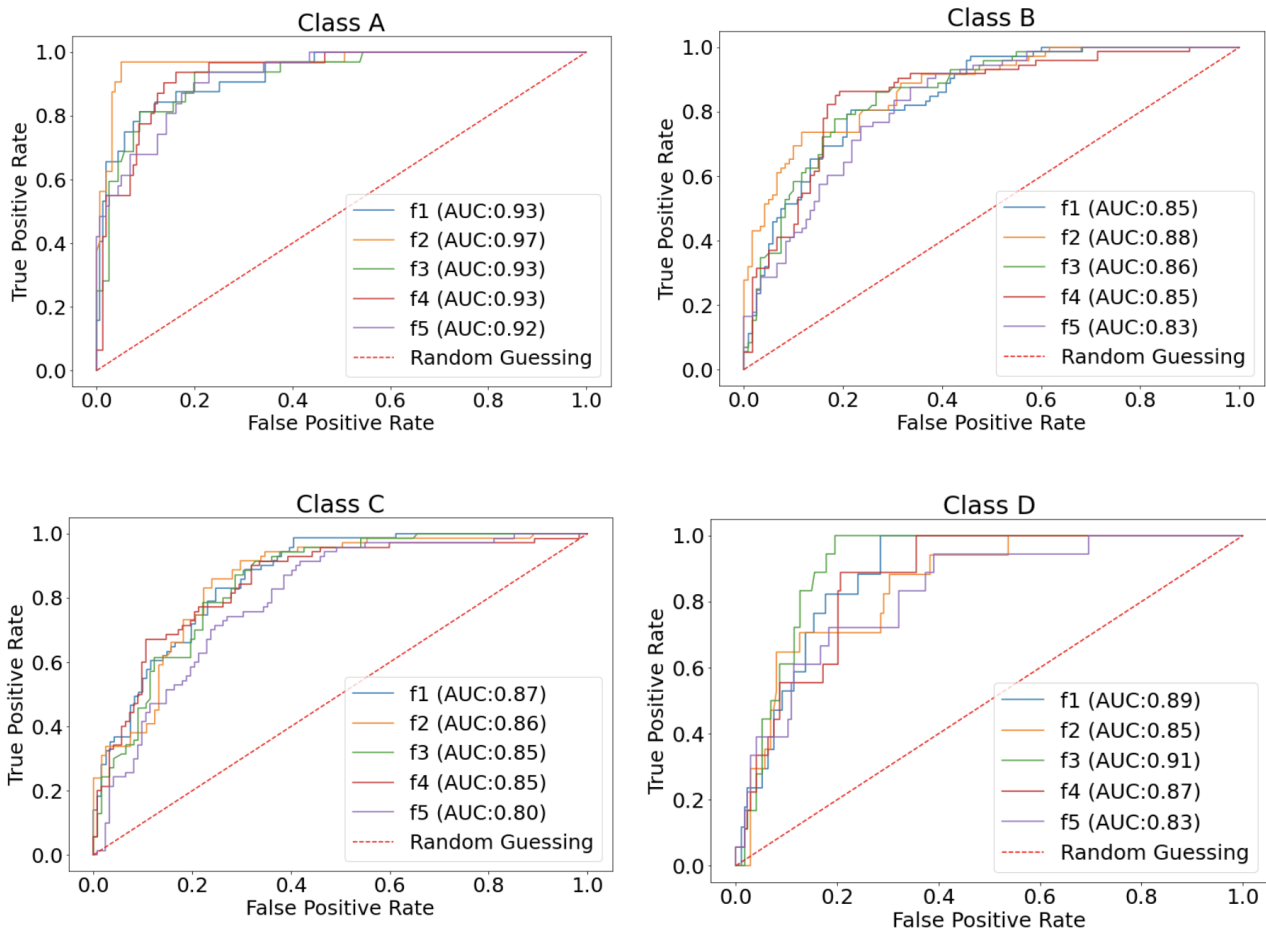 Class A
1.0
0.8
0.6
0.4
0.2
0.0
True Positive Rate
f1 (AUC:0.93)
f2 (AUC:0.97)
f3 (AUC:0.93)
f4 (AUC:0.93)
f5 (AUC:0.92)
Random Guessing
0.0 0.2 0.4 0.6 0.8 1.0
False Positive Rate
Class B
1.0
0.8
0.6
0.4
0.2
0.0
True Positive Rate
f1 (AUC:0.85)
f2 (AUC:0.88)
f3 (AUC:0.86)
f4 (AUC:0.85)
f5 (AUC:0.83)
Random Guessing
0.0 0.2 0.4 0.6 0.8 1.0
False Positive Rate
Class C
1.0
0.8
0.6
0.4
0.2
0.0
True Positive Rate
f1 (AUC:0.87)
f2 (AUC:0.86)
f3 (AUC:0.85)
f4 (AUC:0.85)
f5 (AUC:0.80)
Random Guessing
0.0 0.2 0.4 0.6 0.8 1.0
False Positive Rate
Class D
1.0
0.8
0.6
0.4
0.2
0.0
True Positive Rate
f1 (AUC:0.89)
f2 (AUC:0.85)
f3 (AUC:0.91)
f4 (AUC:0.87)
f5 (AUC:0.83)
Random Guessing
0.0 0.2 0.4 0.6 0.8 1.0
False Positive Rate